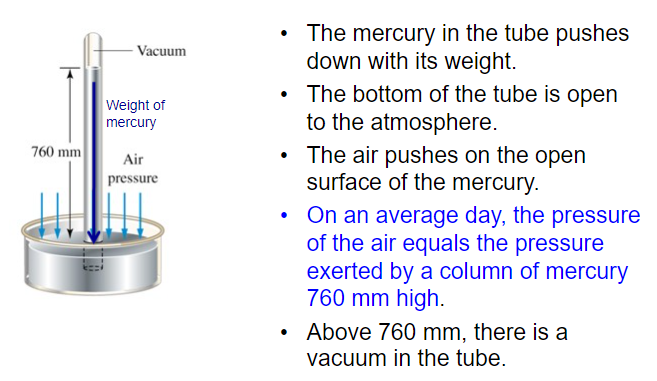 Vacuum
Weight of
mercury
760 mm
Air
pressure
• The mercury in the tube pushes
down with its weight.
• The bottom of the tube is open
to the atmosphere.
• The air pushes on the open
surface of the mercury.
• On an average day, the pressure
of the air equals the pressure
exerted by a column of mercury
760 mm high.
• Above 760 mm, there is a
vacuum in the tube.